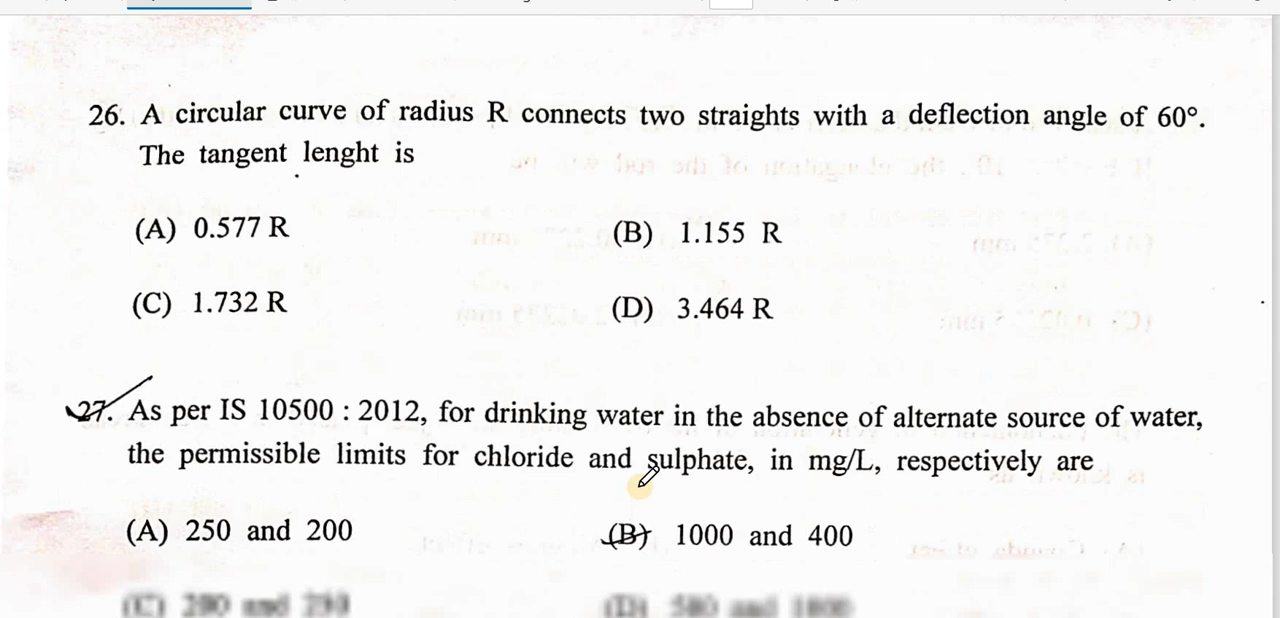 26. A circular curve of radius R connects two straights with a deflection angle of 60°.
The tangent lenght is
(A) 0.577 R (B) 1.155 R
(C) 1.732 R (D) 3.464 R
27. As per IS 10500 : 2012, for drinking water in the absence of alternate source of water,
the permissible limits for chloride and sulphate, in mg/L, respectively are
(A) 250 and 200 (B) 1000 and 400